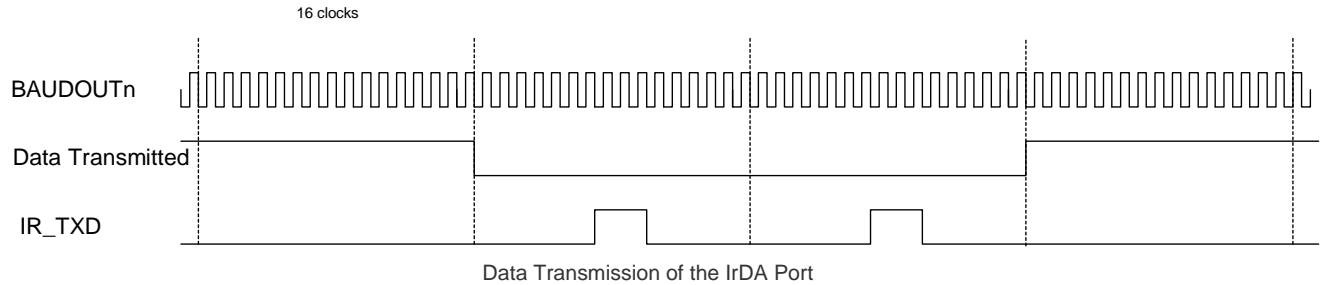 16 clocks
BAUDOUTn
Data Transmitted
IR_TXD
Data Transmission of the IrDA Port